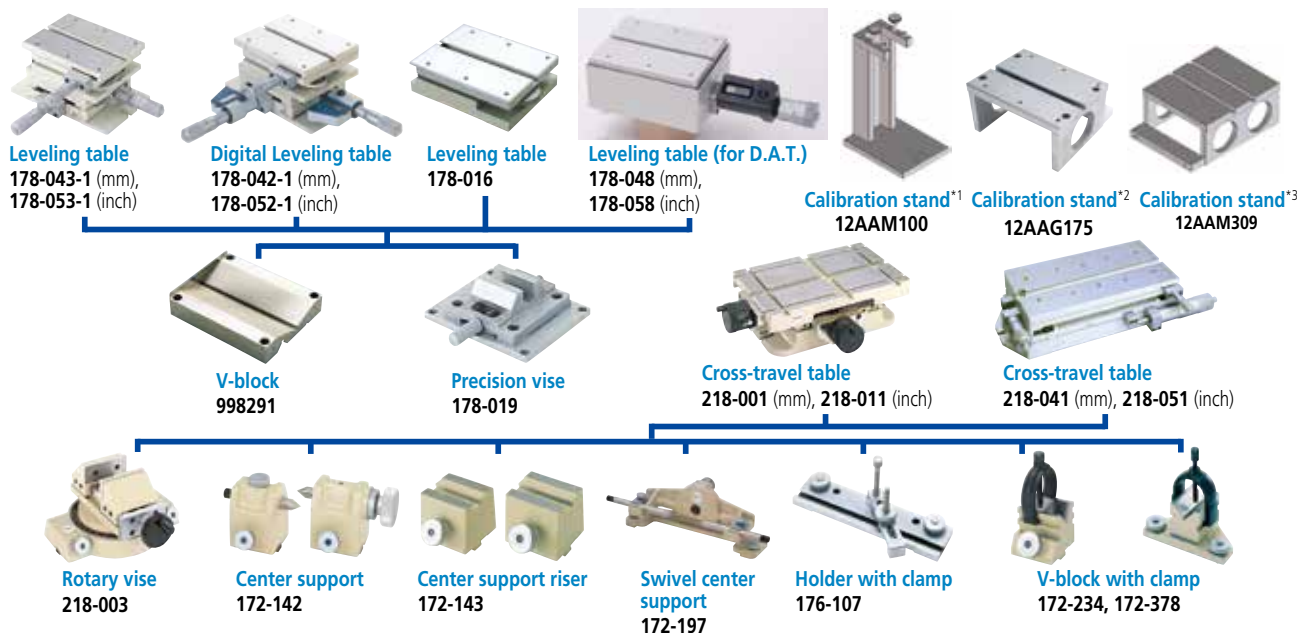 Leveling table
178-043-1 (mm),
178-053-1 (inch)
Digital Leveling table
178-042-1 (mm),
178-052-1 (inch)
Leveling table
178-016
Leveling table (for D.A.T.)
178-048 (mm),
178-058 (inch)
Calibration stand*1
12AAM100
Calibration stand*2
12AAG175
Calibration stand*3
12AAM309
V-block
998291
Precision vise
178-019
Cross-travel table
218-001 (mm), 218-011 (inch)
Cross-travel table
218-041 (mm), 218-051 (inch)
Rotary vise
218-003
Center support
172-142
Center support riser
172-143
Swivel center
support
172-197
Holder with clamp
176-107
V-block with clamp
172-234, 172-378